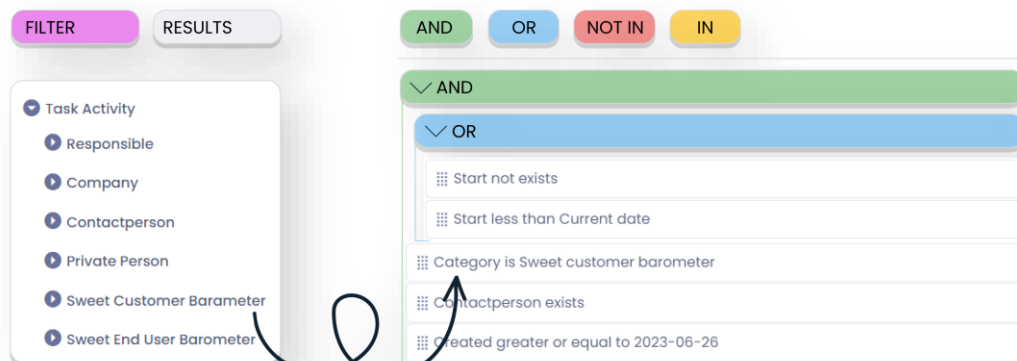 FILTER
RESULTS
AND
OR
NOT IN
IN
Task Activity
Responsible
Company
Contactperson
Private Person
Sweet Customer Barameter
Sweet End User Barometer
AND
OR
Start not exists
Start less than Current date
Category is Sweet customer barometer
Contactperson exists
Created greater or equal to 2023-06-26